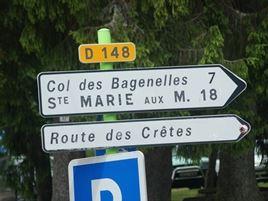 D 148
Col des Bagenelles 7
STE MARIE AUX M. 18
Route des Crêtes
P